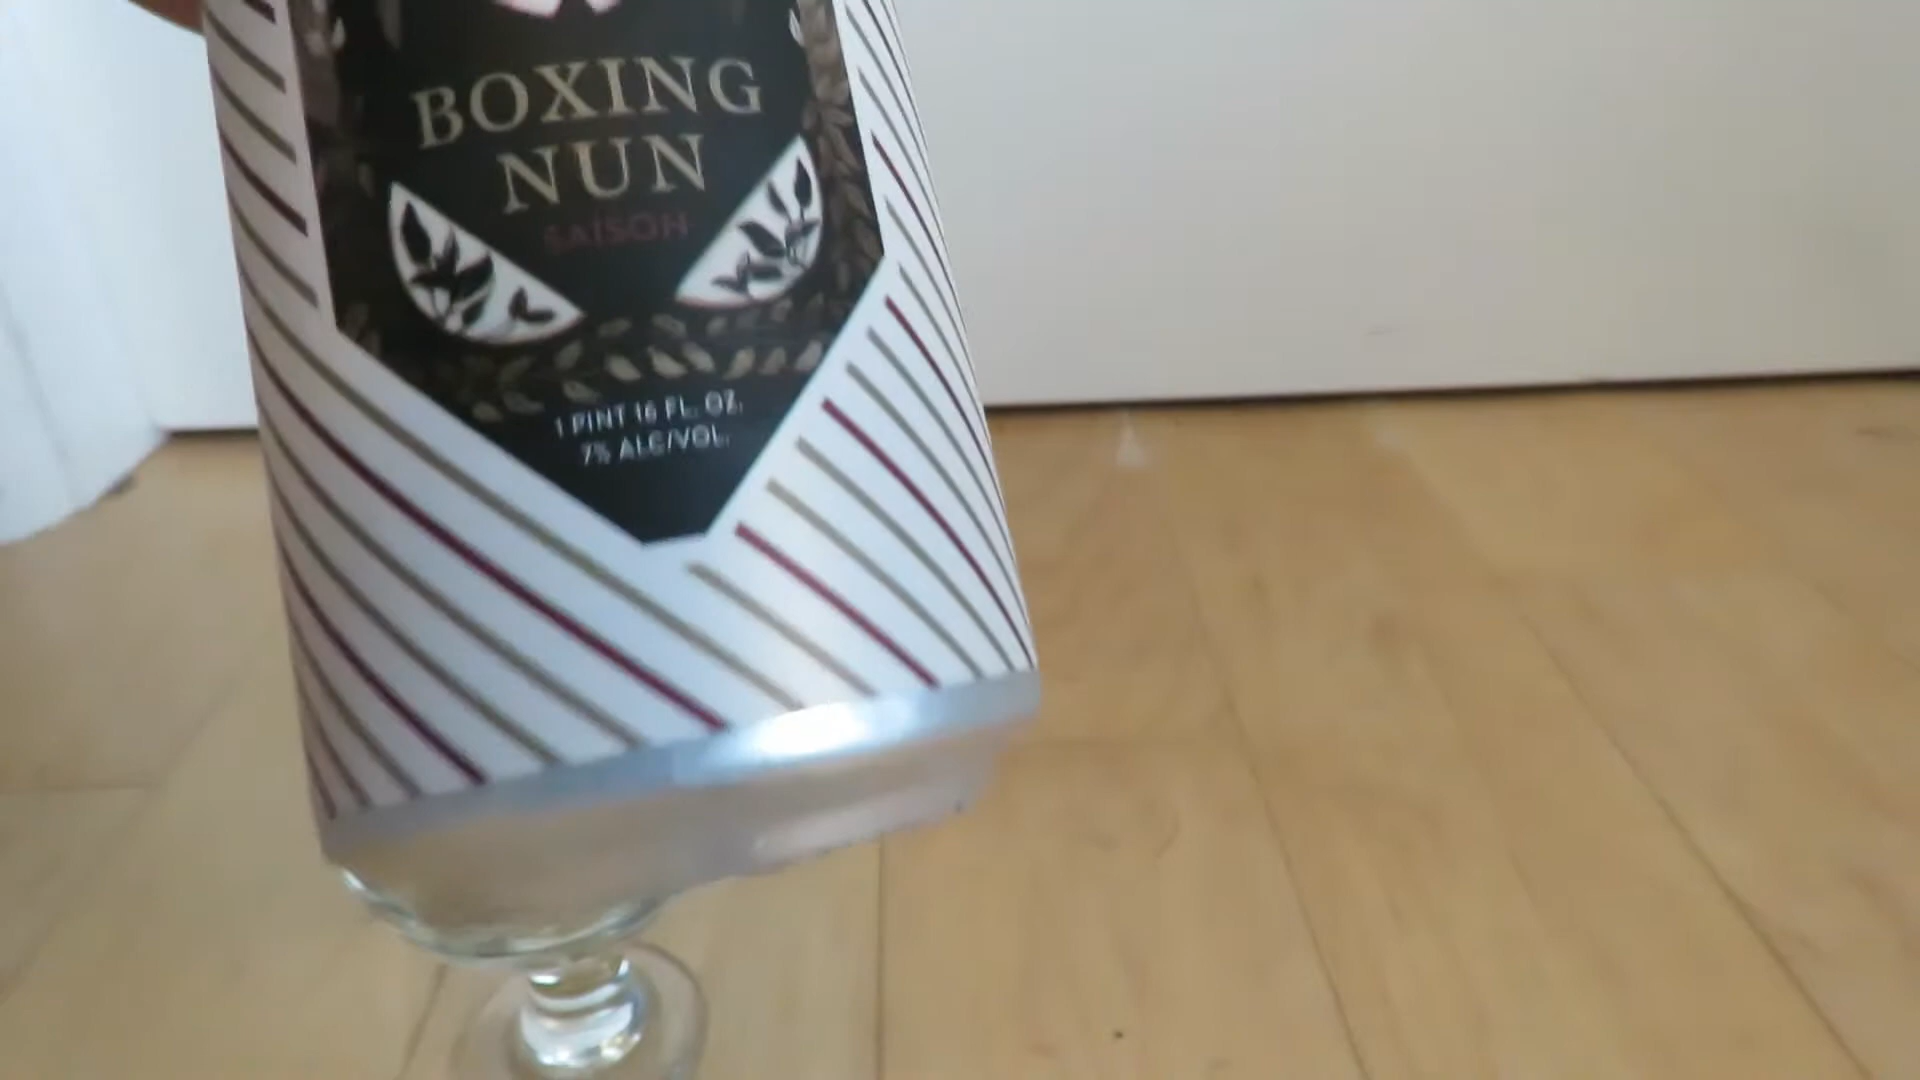 BOXING
NUN
SAISON
1 PINT 16 FL. OZ.
7% ALC/VOL.